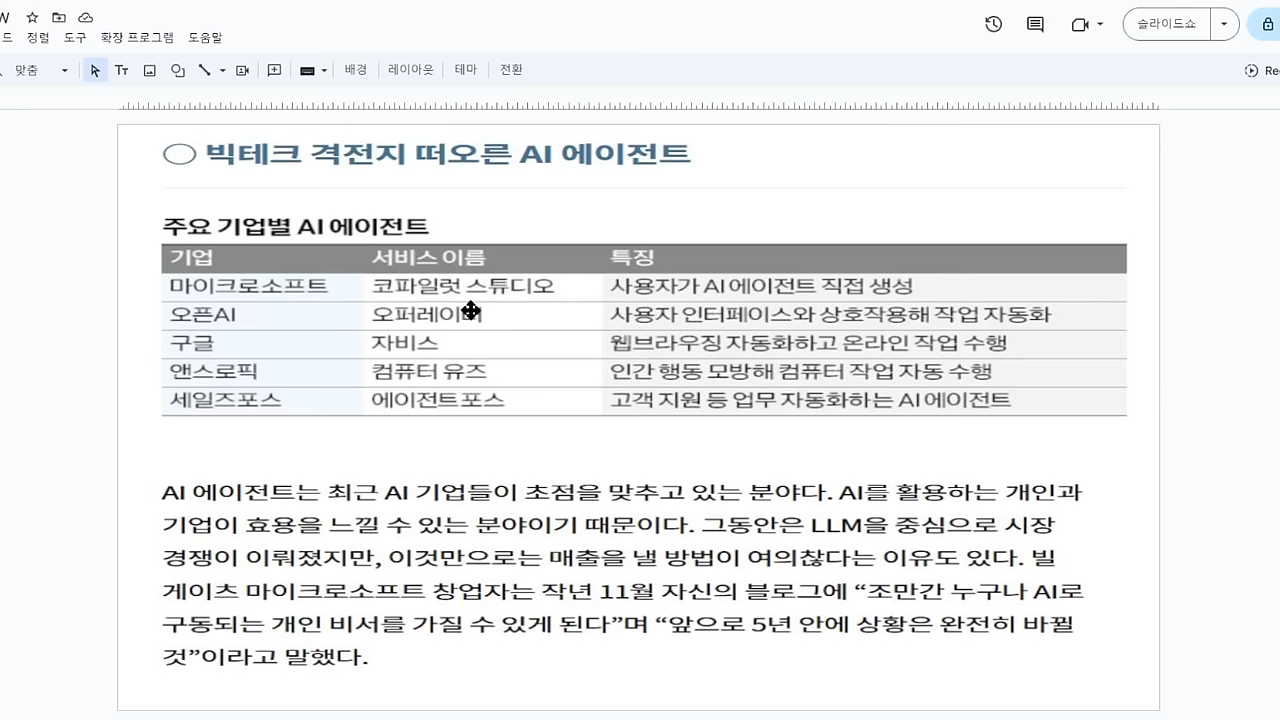 정렬 도구 확장 프로그램 도움말
슬라이드쇼
맞춤 배경 레이아웃 테마 전환
빅테크 격전지 떠오른 AI 에이전트
주요 기업별 AI 에이전트
기업 서비스 이름 특징
마이크로소프트 코파일럿 스튜디오 사용자가 AI 에이전트 직접 생성
오픈AI 사용자 인터페이스와 상호작용해 작업 자동화
구글 자비스 웹브라우징 자동화하고 온라인 작업 수행
앤스로픽 컴퓨터 유즈 인간 행동 모방해 컴퓨터 작업 자동 수행
세일즈포스 에이전트포스 고객 지원 등 업무 자동화하는 AI 에이전트
AI 에이전트는 최근 AI 기업들이 초점을 맞추고 있는 분야다. AI를 활용하는 개인과
기업이 효용을 느낄 수 있는 분야이기 때문이다. 그동안은 LLM을 중심으로 시장
경쟁이 이뤄졌지만, 이것만으로는 매출을 낼 방법이 여의찮다는 이유도 있다. 빌
게이츠 마이크로소프트 창업자는 작년 11월 자신의 블로그에 “조만간 누구나 AI로
구동되는 개인 비서를 가질 수 있게 된다”며 “앞으로 5년 안에 상황은 완전히 바뀔
것”이라고 말했다.